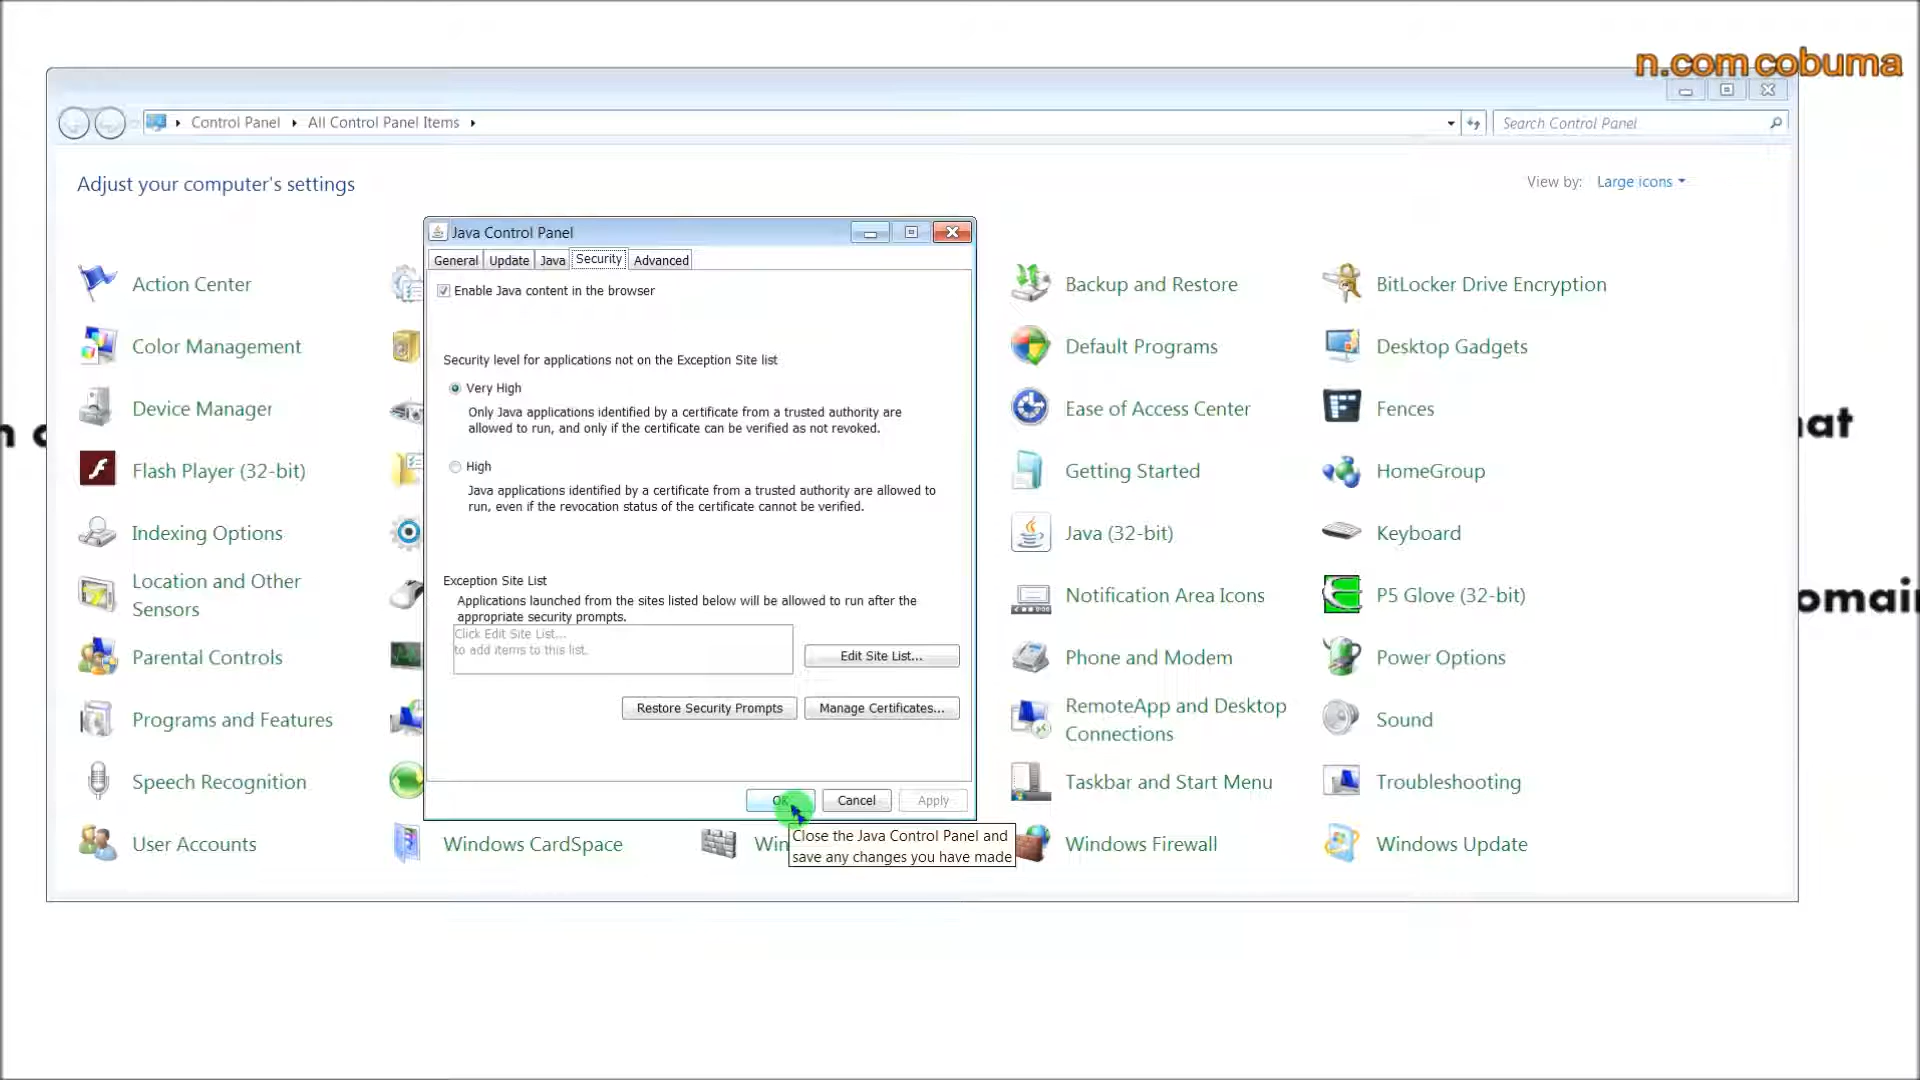 n.com cobuma
Control Panel
All Control Panel Items
Search Control Panel
Adjust your computer's settings
View by:
Large icons
Java Control Panel
General
Update
Java
Security
Advanced
Enable Java content in the browser
Security level for applications not on the Exception Site list
Very High
Only Java applications identified by a certificate from a trusted authority are
allowed to run, and only if the certificate can be verified as not revoked.
High
Java applications identified by a certificate from a trusted authority are allowed to
run, even if the revocation status of the certificate cannot be verified.
Exception Site List
Applications launched from the sites listed below will be allowed to run after the
appropriate security prompts.
Click Edit Site List...
to add items to this list.
Edit Site List...
Restore Security Prompts
Manage Certificates...
Cancel
Apply
Close the Java Control Panel and
save any changes you have made
Action Center
Backup and Restore
BitLocker Drive Encryption
Color Management
Default Programs
Desktop Gadgets
Device Manager
Ease of Access Center
Fences
Flash Player (32-bit)
Getting Started
HomeGroup
Indexing Options
Java (32-bit)
Keyboard
Location and Other
Sensors
Notification Area Icons
P5 Glove (32-bit)
Parental Controls
Phone and Modem
Power Options
Programs and Features
RemoteApp and Desktop
Connections
Sound
Speech Recognition
Taskbar and Start Menu
Troubleshooting
User Accounts
Windows CardSpace
Win
Windows Firewall
Windows Update